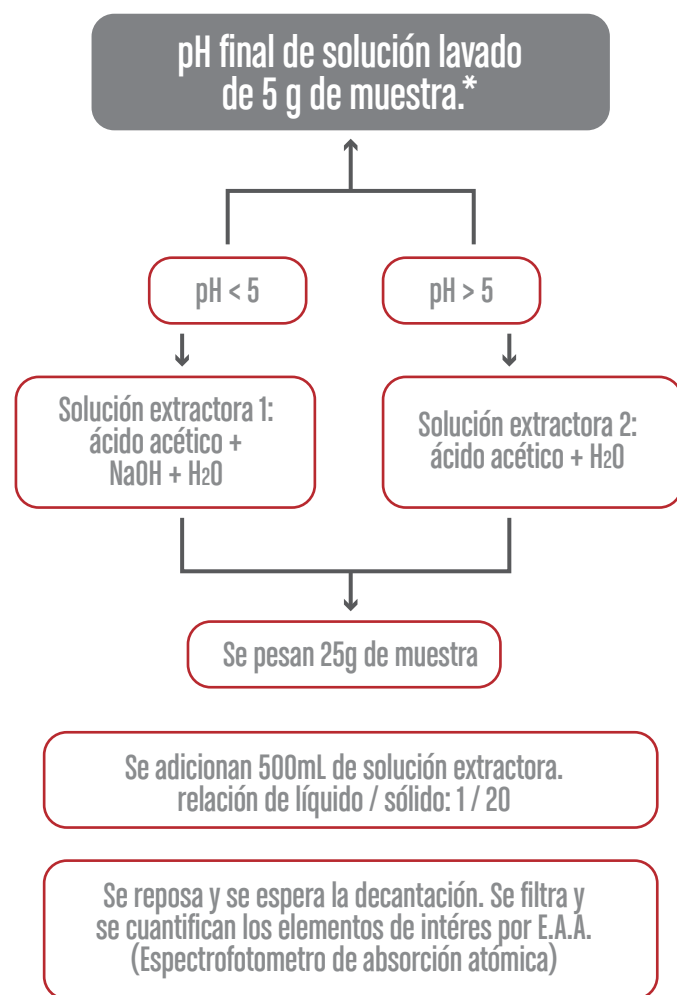 pH final de solución lavado
de 5 g de muestra.*
pH < 5
pH > 5
Solución extractora 1:
ácido acético +
NaOH + H2O
Solución extractora 2:
ácido acético + H2O
Se pesan 25g de muestra
Se adicionan 500mL de solución extractora.
relación de líquido / sólido: 1 / 20
Se reposa y se espera la decantación. Se filtra y
se cuantifican los elementos de intéres por E.A.A.
(Espectrofotometro de absorción atómica)